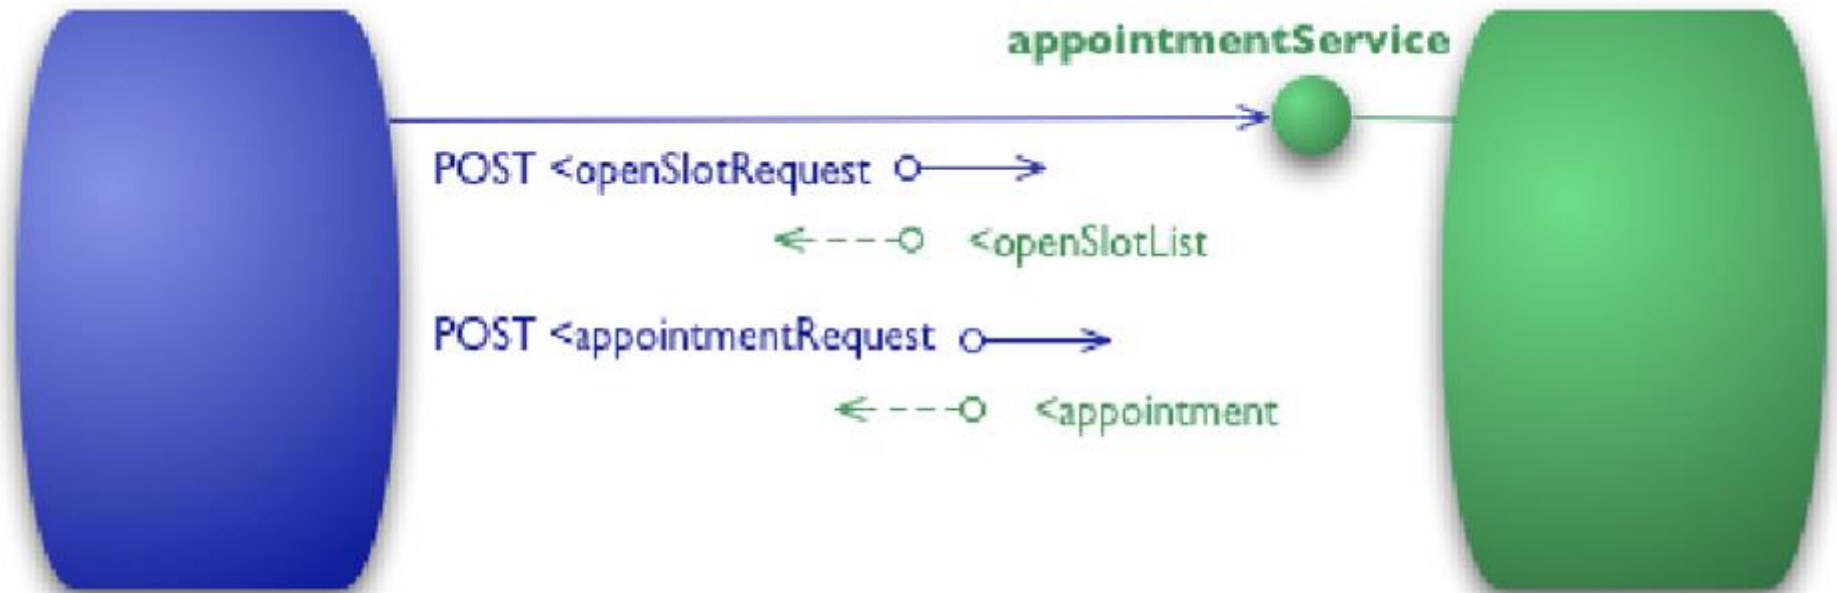 appointmentService
POST <openSlotRequest
<openSlotList
POST <appointmentRequest
<appointment